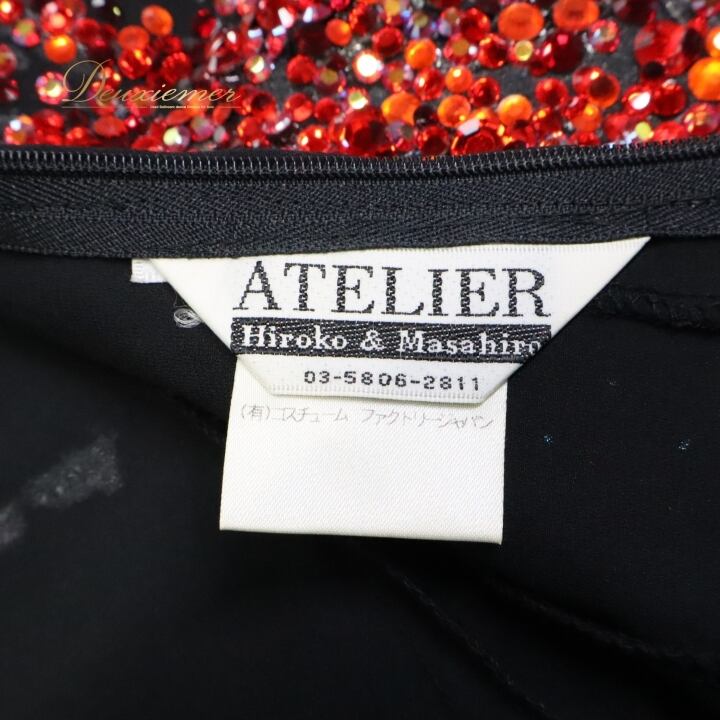 Deuxiemer
ATELIER
Hiroko & Masahiro
03-5806-2811
(有)コスチューム ファクトリージャパン